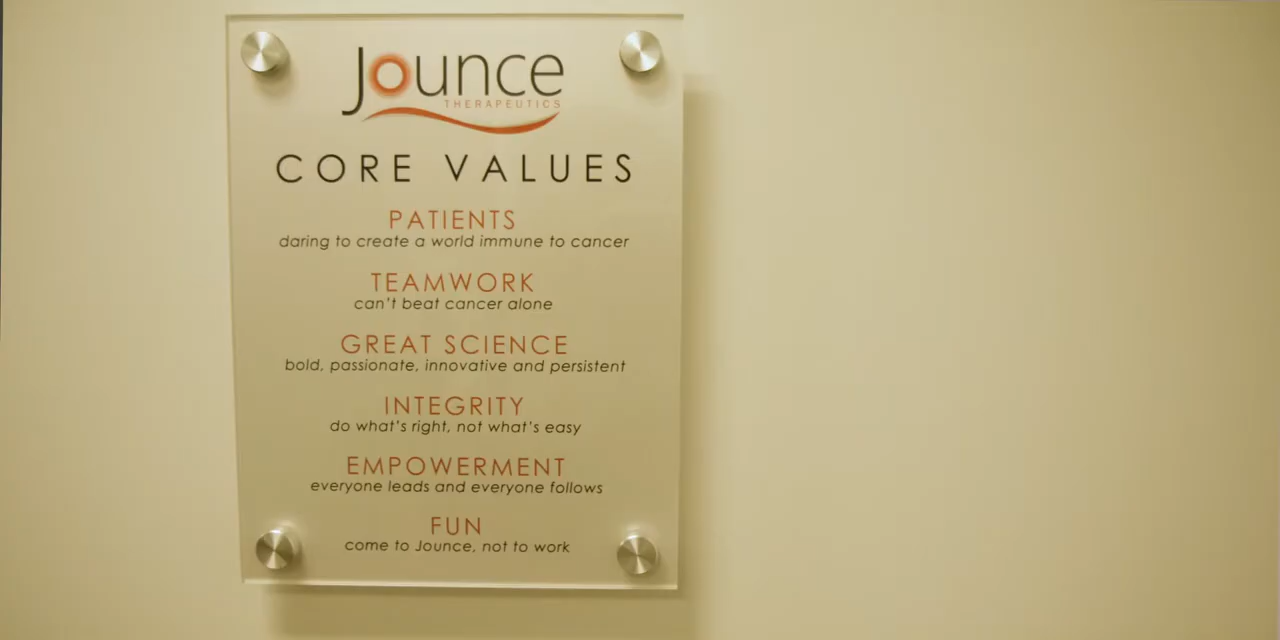 Jounce
THERAPEUTICS
CORE VALUES
PATIENTS
daring to create a world immune to cancer
TEAMWORK
can't beat cancer alone
GREAT SCIENCE
bold, passionate, innovative and persistent
INTEGRITY
do what's right, not what's easy
EMPOWERMENT
everyone leads and everyone follows
FUN
come to Jounce, not to work